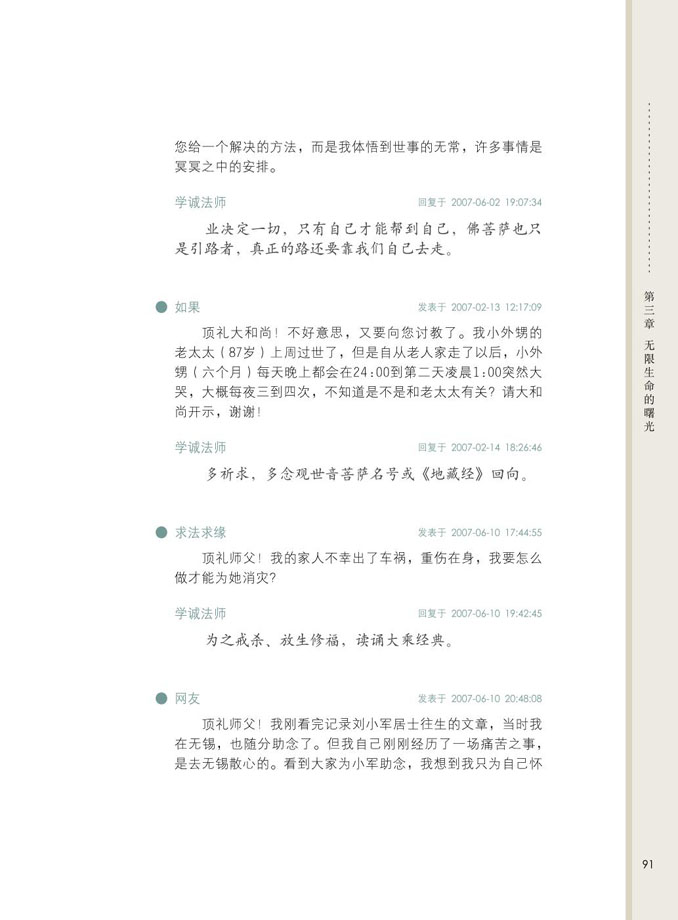 您给一个解决的方法，而是我体悟到世事的无常，许多事情是
冥冥之中的安排。
学诚法师 回复于 2007-06-02 19:07:34
业决定一切，只有自己才能帮到自己，佛菩萨也只
是引路者，真正的路还要靠我们自己去走。
如果 发表于 2007-02-13 12:17:09
顶礼大和尚！不好意思，又要向您讨教了。我小外甥的
老太太（87岁）上周过世了，但是自从老人家走了以后，小外
甥（六个月）每天晚上都会在24:00到第二天凌晨1:00突然大
哭，大概每夜三到四次，不知道是不是和老太太有关？请大和
尚开示，谢谢！
学诚法师 回复于 2007-02-14 18:26:46
多祈求，多念观世音菩萨名号或《地藏经》回向。
求法求缘 发表于 2007-06-10 17:44:55
顶礼师父！我的家人不幸出了车祸，重伤在身，我要怎么
做才能为她消灾？
学诚法师 回复于 2007-06-10 19:42:45
为之戒杀、放生修福，读诵大乘经典。
网友 发表于 2007-06-10 20:48:08
顶礼师父！我刚看完记录刘小军居士往生的文章，当时我
在无锡，也随分助念了。但我自己刚刚经历了一场痛苦之事，
是去无锡散心的。看到大家为小军助念，我想到我只为自己怀
第三章 无限生命的曙光
91